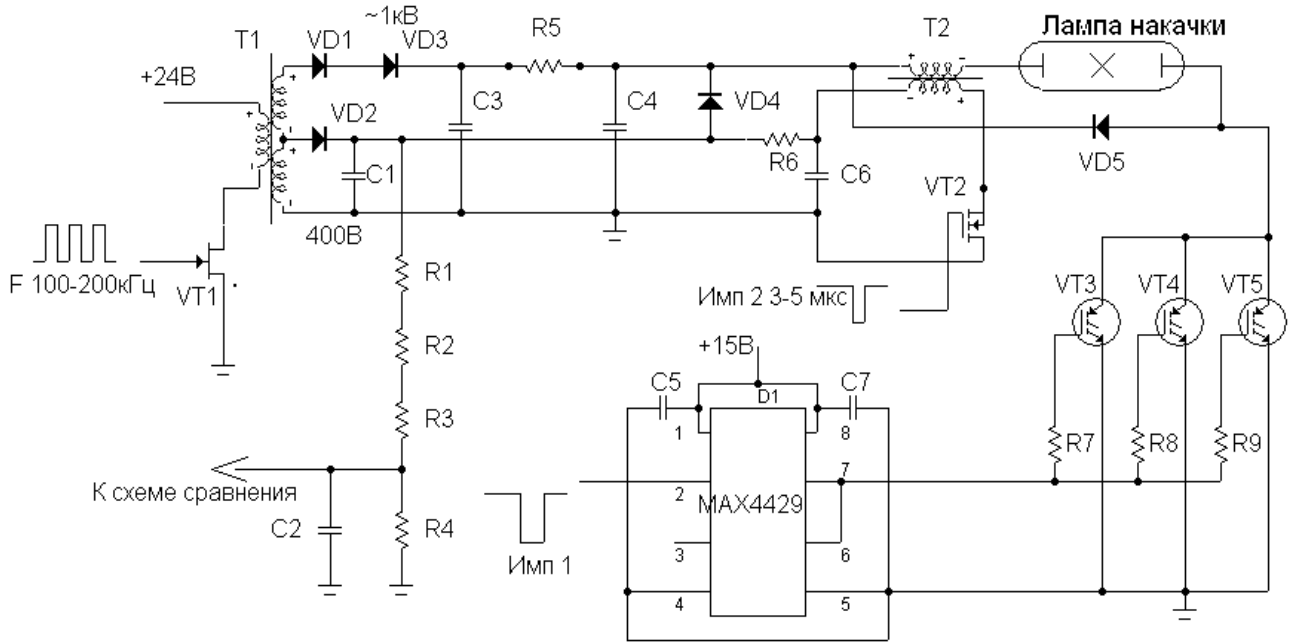 ~1кВ
T1
VD1
VD3
R5
T2
Лампа накачки
+24В
VD2
C3
C4
VD4
R6
C1
C6
VD5
VT2
400В
F 100-200кГц
VT1
R1
Имп 2 3-5 мкс
VT3
VT4
VT5
R2
+15В
C5
D1
C7
R3
1
8
R7
R8
R9
К схеме сравнения
2
MAX4429
7
C2
R4
Имп 1
3
6
4
5